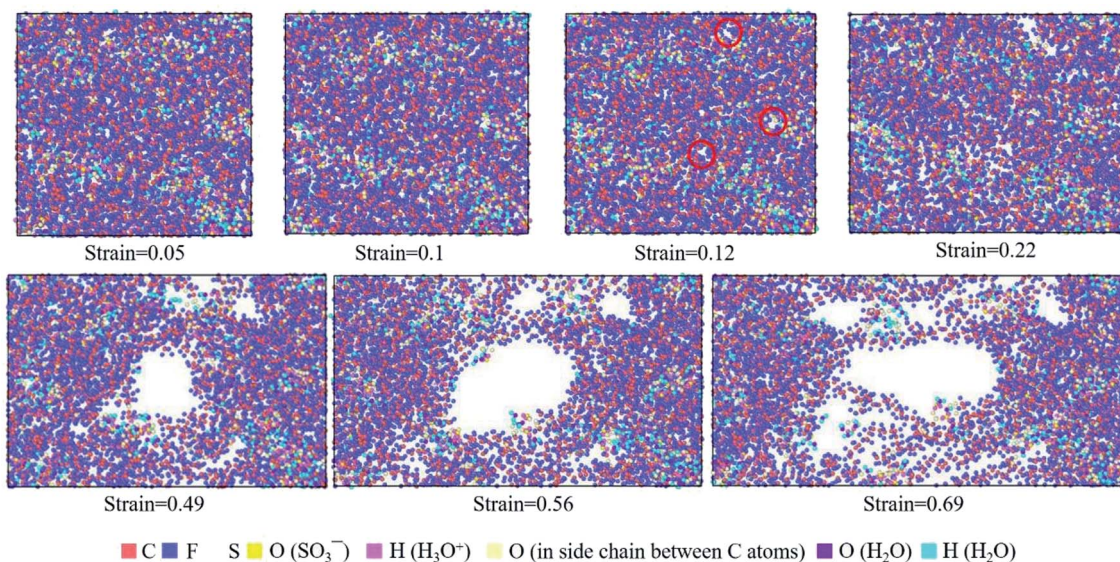 Strain=0.05 Strain=0.1 Strain=0.12 Strain=0.22
Strain=0.49 Strain=0.56 Strain=0.69
C F S O (SO₃⁻) H (H₃O⁺) O (in side chain between C atoms) O (H₂O) H (H₂O)